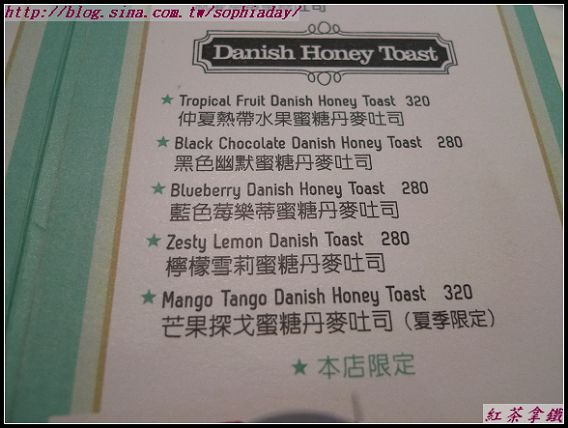 http://blog.sina.com.tw/sophiaday/
Danish Honey Toast
★ Tropical Fruit Danish Honey Toast 320
仲夏熱帶水果蜜糖丹麥吐司
★ Black Chocolate Danish Honey Toast 280
黑色幽默蜜糖丹麥吐司
★ Blueberry Danish Honey Toast 280
藍色莓樂蒂蜜糖丹麥吐司
★ Zesty Lemon Danish Toast 280
檸檬雪莉蜜糖丹麥吐司
★ Mango Tango Danish Honey Toast 320
芒果探戈蜜糖丹麥吐司（夏季限定）
★ 本店限定
紅茶拿鐵